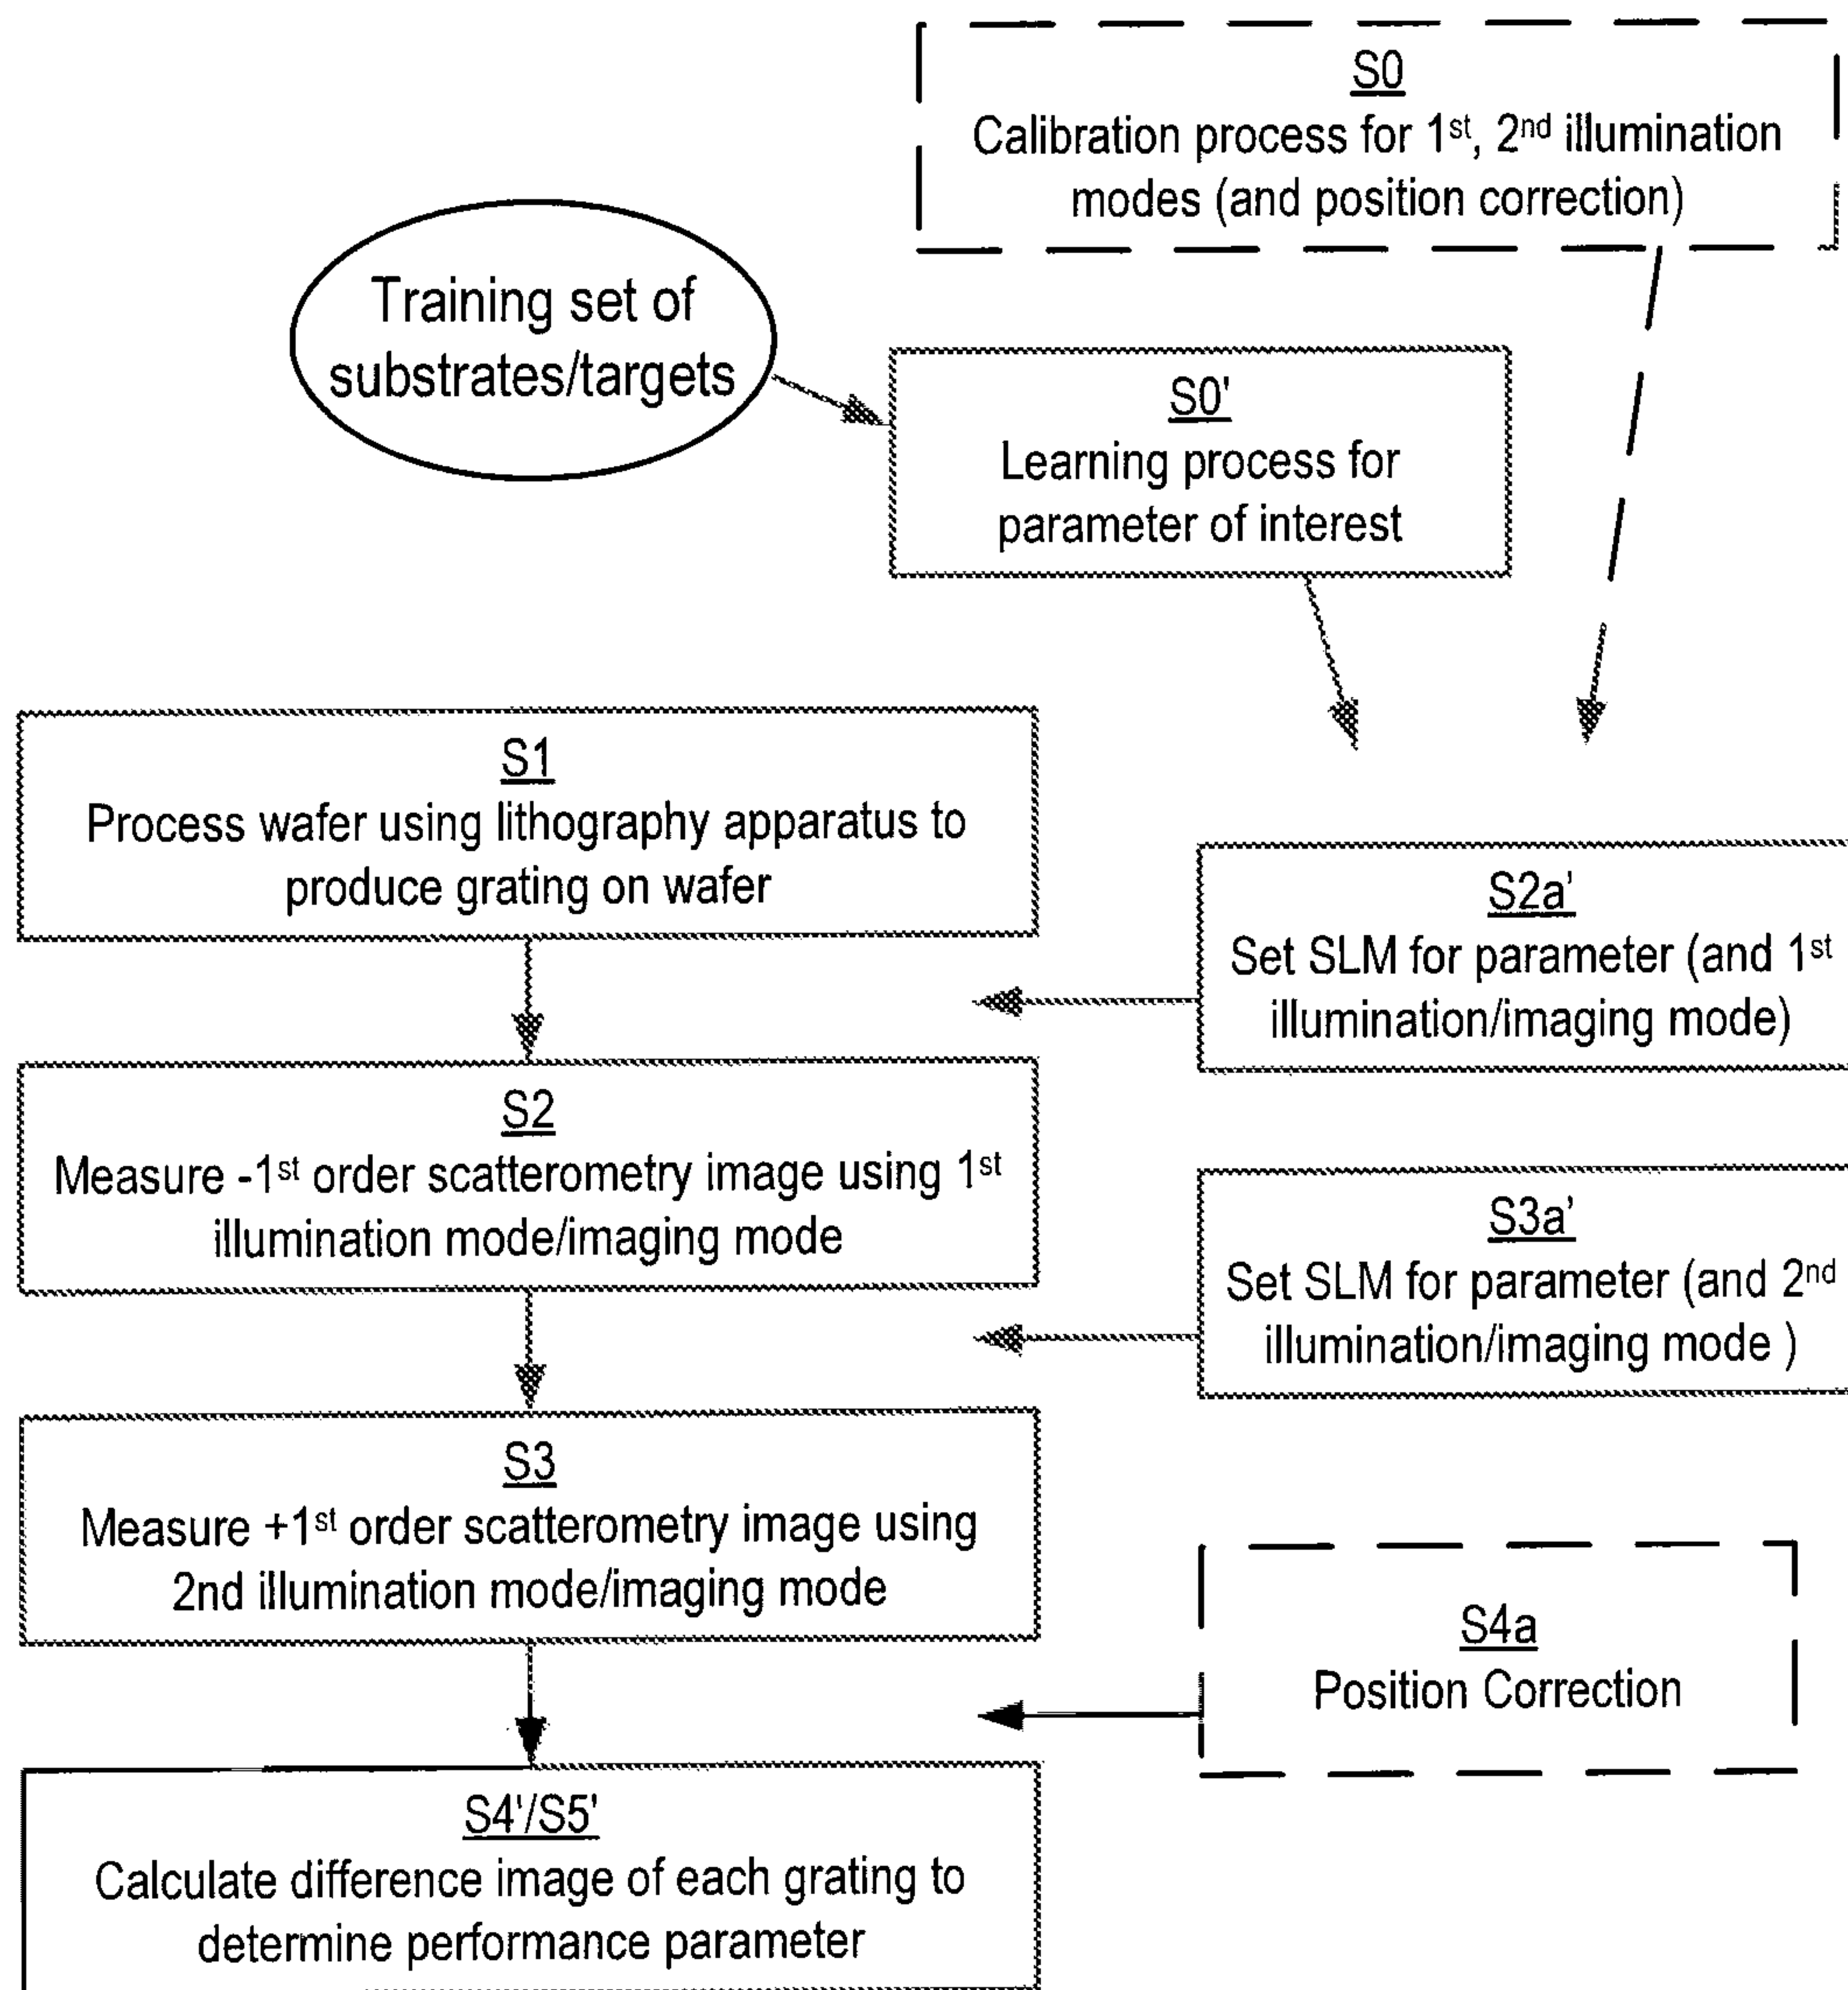 S0
Calibration process for 1st, 2nd illumination
modes (and position correction)
Training set of
substrates/targets
S0'
Learning process for
parameter of interest
S1
Process wafer using lithography apparatus to
produce grating on wafer
S2a’
Set SLM for parameter (and 1st
illumination/imaging mode)
S2
Measure -1st order scatterometry image using 1st
illumination mode/imaging mode
S3a’
Set SLM for parameter (and 2nd
illumination/imaging mode )
S3
Measure +1st order scatterometry image using
2nd illumination mode/imaging mode
S4a
Position Correction
S4'/S5'
Calculate difference image of each grating to
determine performance parameter